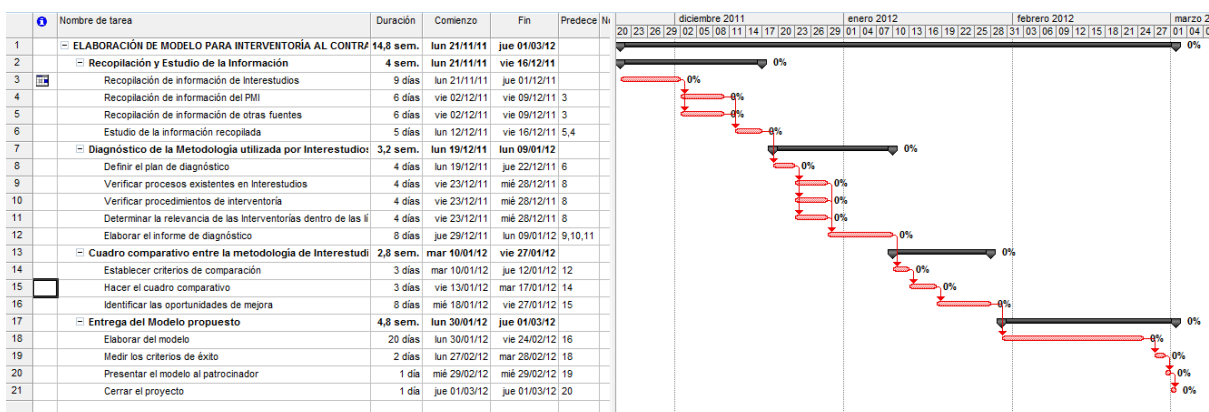 Nombre de tarea Duración Comienzo Fin Predece diciembre 2011 enero 2012 febrero 2012 marzo 2
20 23 26 29 02 05 08 11 14 17 20 23 26 29 01 04 07 10 13 16 19 22 25 28 31 03 06 09 12 15 18 21 24 27 01 04
1 ELABORACIÓN DE MODELO PARA INTERVENTORÍA AL CONTRA 14,8 sem. lun 21/11/11 jue 01/03/12 0%
2 Recopilación y Estudio de la Información 4 sem. lun 21/11/11 vie 16/12/11 0%
3 Recopilación de información de Interestudios 9 días lun 21/11/11 jue 01/12/11 0%
4 Recopilación de información del PMI 6 días vie 02/12/11 vie 09/12/11 3 0%
5 Recopilación de información de otras fuentes 6 días vie 02/12/11 vie 09/12/11 3 0%
6 Estudio de la información recopilada 5 días lun 12/12/11 vie 16/12/11 5,4 0%
7 Diagnóstico de la Metodología utilizada por Interestudios 3,2 sem. lun 19/12/11 lun 09/01/12 0%
8 Definir el plan de diagnóstico 4 días lun 19/12/11 jue 22/12/11 6 0%
9 Verificar procesos existentes en Interestudios 4 días vie 23/12/11 mié 28/12/11 8 0%
10 Verificar procedimientos de interventoría 4 días vie 23/12/11 mié 28/12/11 8 0%
11 Determinar la relevancia de las Interventorías dentro de las lí 4 días vie 23/12/11 mié 28/12/11 8 0%
12 Elaborar el informe de diagnóstico 8 días jue 29/12/11 lun 09/01/12 9,10,11 0%
13 Cuadro comparativo entre la metodología de Interestudi 2,8 sem. mar 10/01/12 vie 27/01/12 0%
14 Establecer criterios de comparación 3 días mar 10/01/12 jue 12/01/12 12 0%
15 Hacer el cuadro comparativo 3 días vie 13/01/12 mar 17/01/12 14 0%
16 Identificar las oportunidades de mejora 8 días mié 18/01/12 vie 27/01/12 15 0%
17 Entrega del Modelo propuesto 4,8 sem. lun 30/01/12 jue 01/03/12 0%
18 Elaborar del modelo 20 días lun 30/01/12 vie 24/02/12 16 0%
19 Medir los criterios de éxito 2 días lun 27/02/12 mar 28/02/12 18 0%
20 Presentar el modelo al patrocinador 1 día mié 29/02/12 mié 29/02/12 19 0%
21 Cerrar el proyecto 1 día jue 01/03/12 jue 01/03/12 20 0%